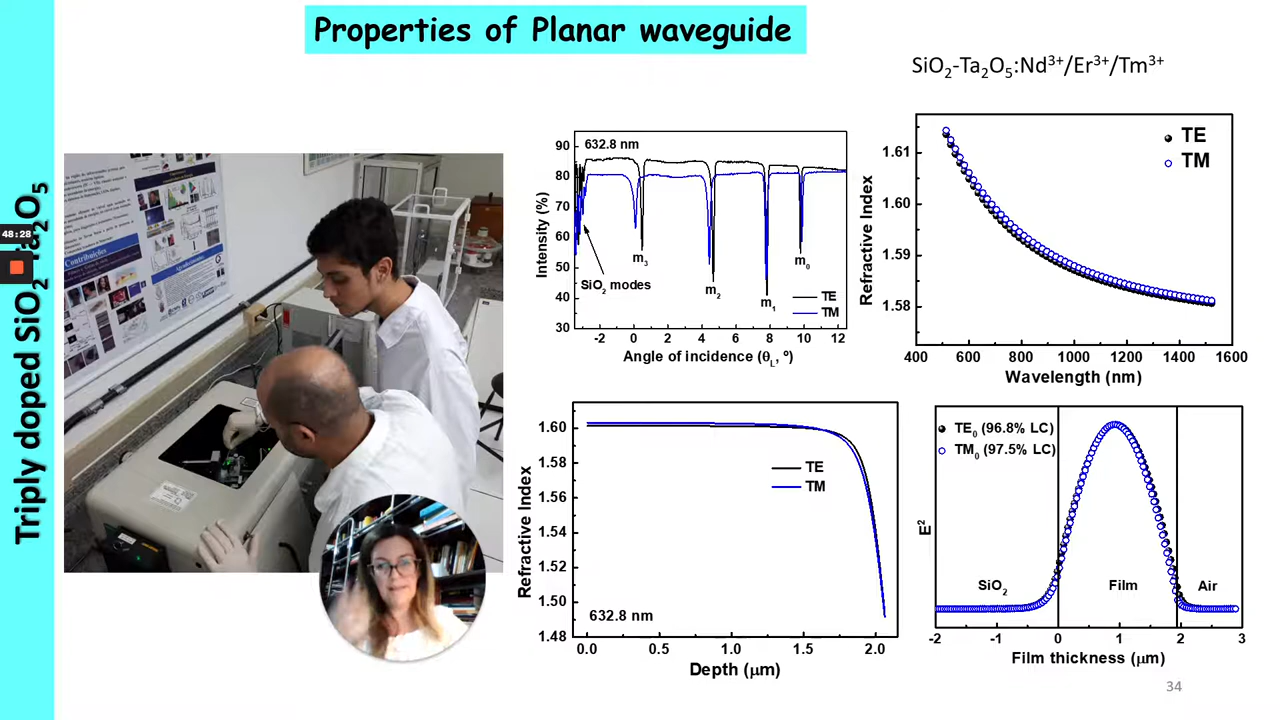 Properties of Planar waveguide
SiO₂-Ta₂O₅:Nd³⁺/Er³⁺/Tm³⁺
Triply doped SiO₂ Ta₂O₅
48:28
Contribuições
632.8 nm
90
80
70
60
50
40
30
Intensity (%)
m₃
m₂
m₁
m₀
SiO₂ modes
TE
TM
-2 0 2 4 6 8 10 12
Angle of incidence (θL, º)
TE
TM
1.61
1.60
1.59
1.58
Refractive Index
400 600 800 1000 1200 1400 1600
Wavelength (nm)
1.60
1.58
1.56
1.54
1.52
1.50
1.48
Refractive Index
TE
TM
632.8 nm
0.0 0.5 1.0 1.5 2.0
Depth (μm)
TE₀ (96.8% LC)
TM₀ (97.5% LC)
E²
SiO₂ Film Air
-2 -1 0 1 2 3
Film thickness (μm)
34